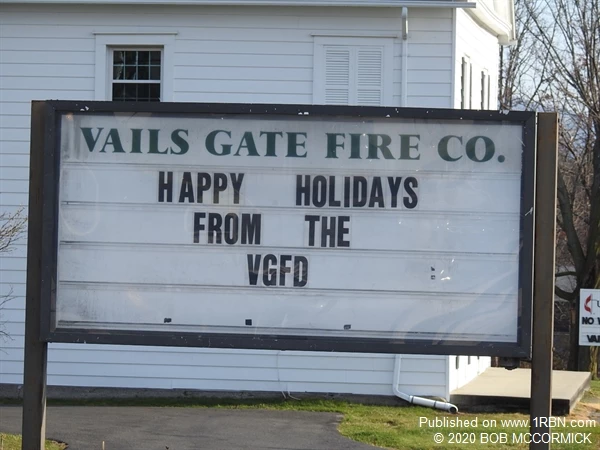 VAILS GATE FIRE CO.
HAPPY HOLIDAYS
FROM THE
VGFD
NO
Published on www.1RBN.com
© 2020 BOB MCCORMICK